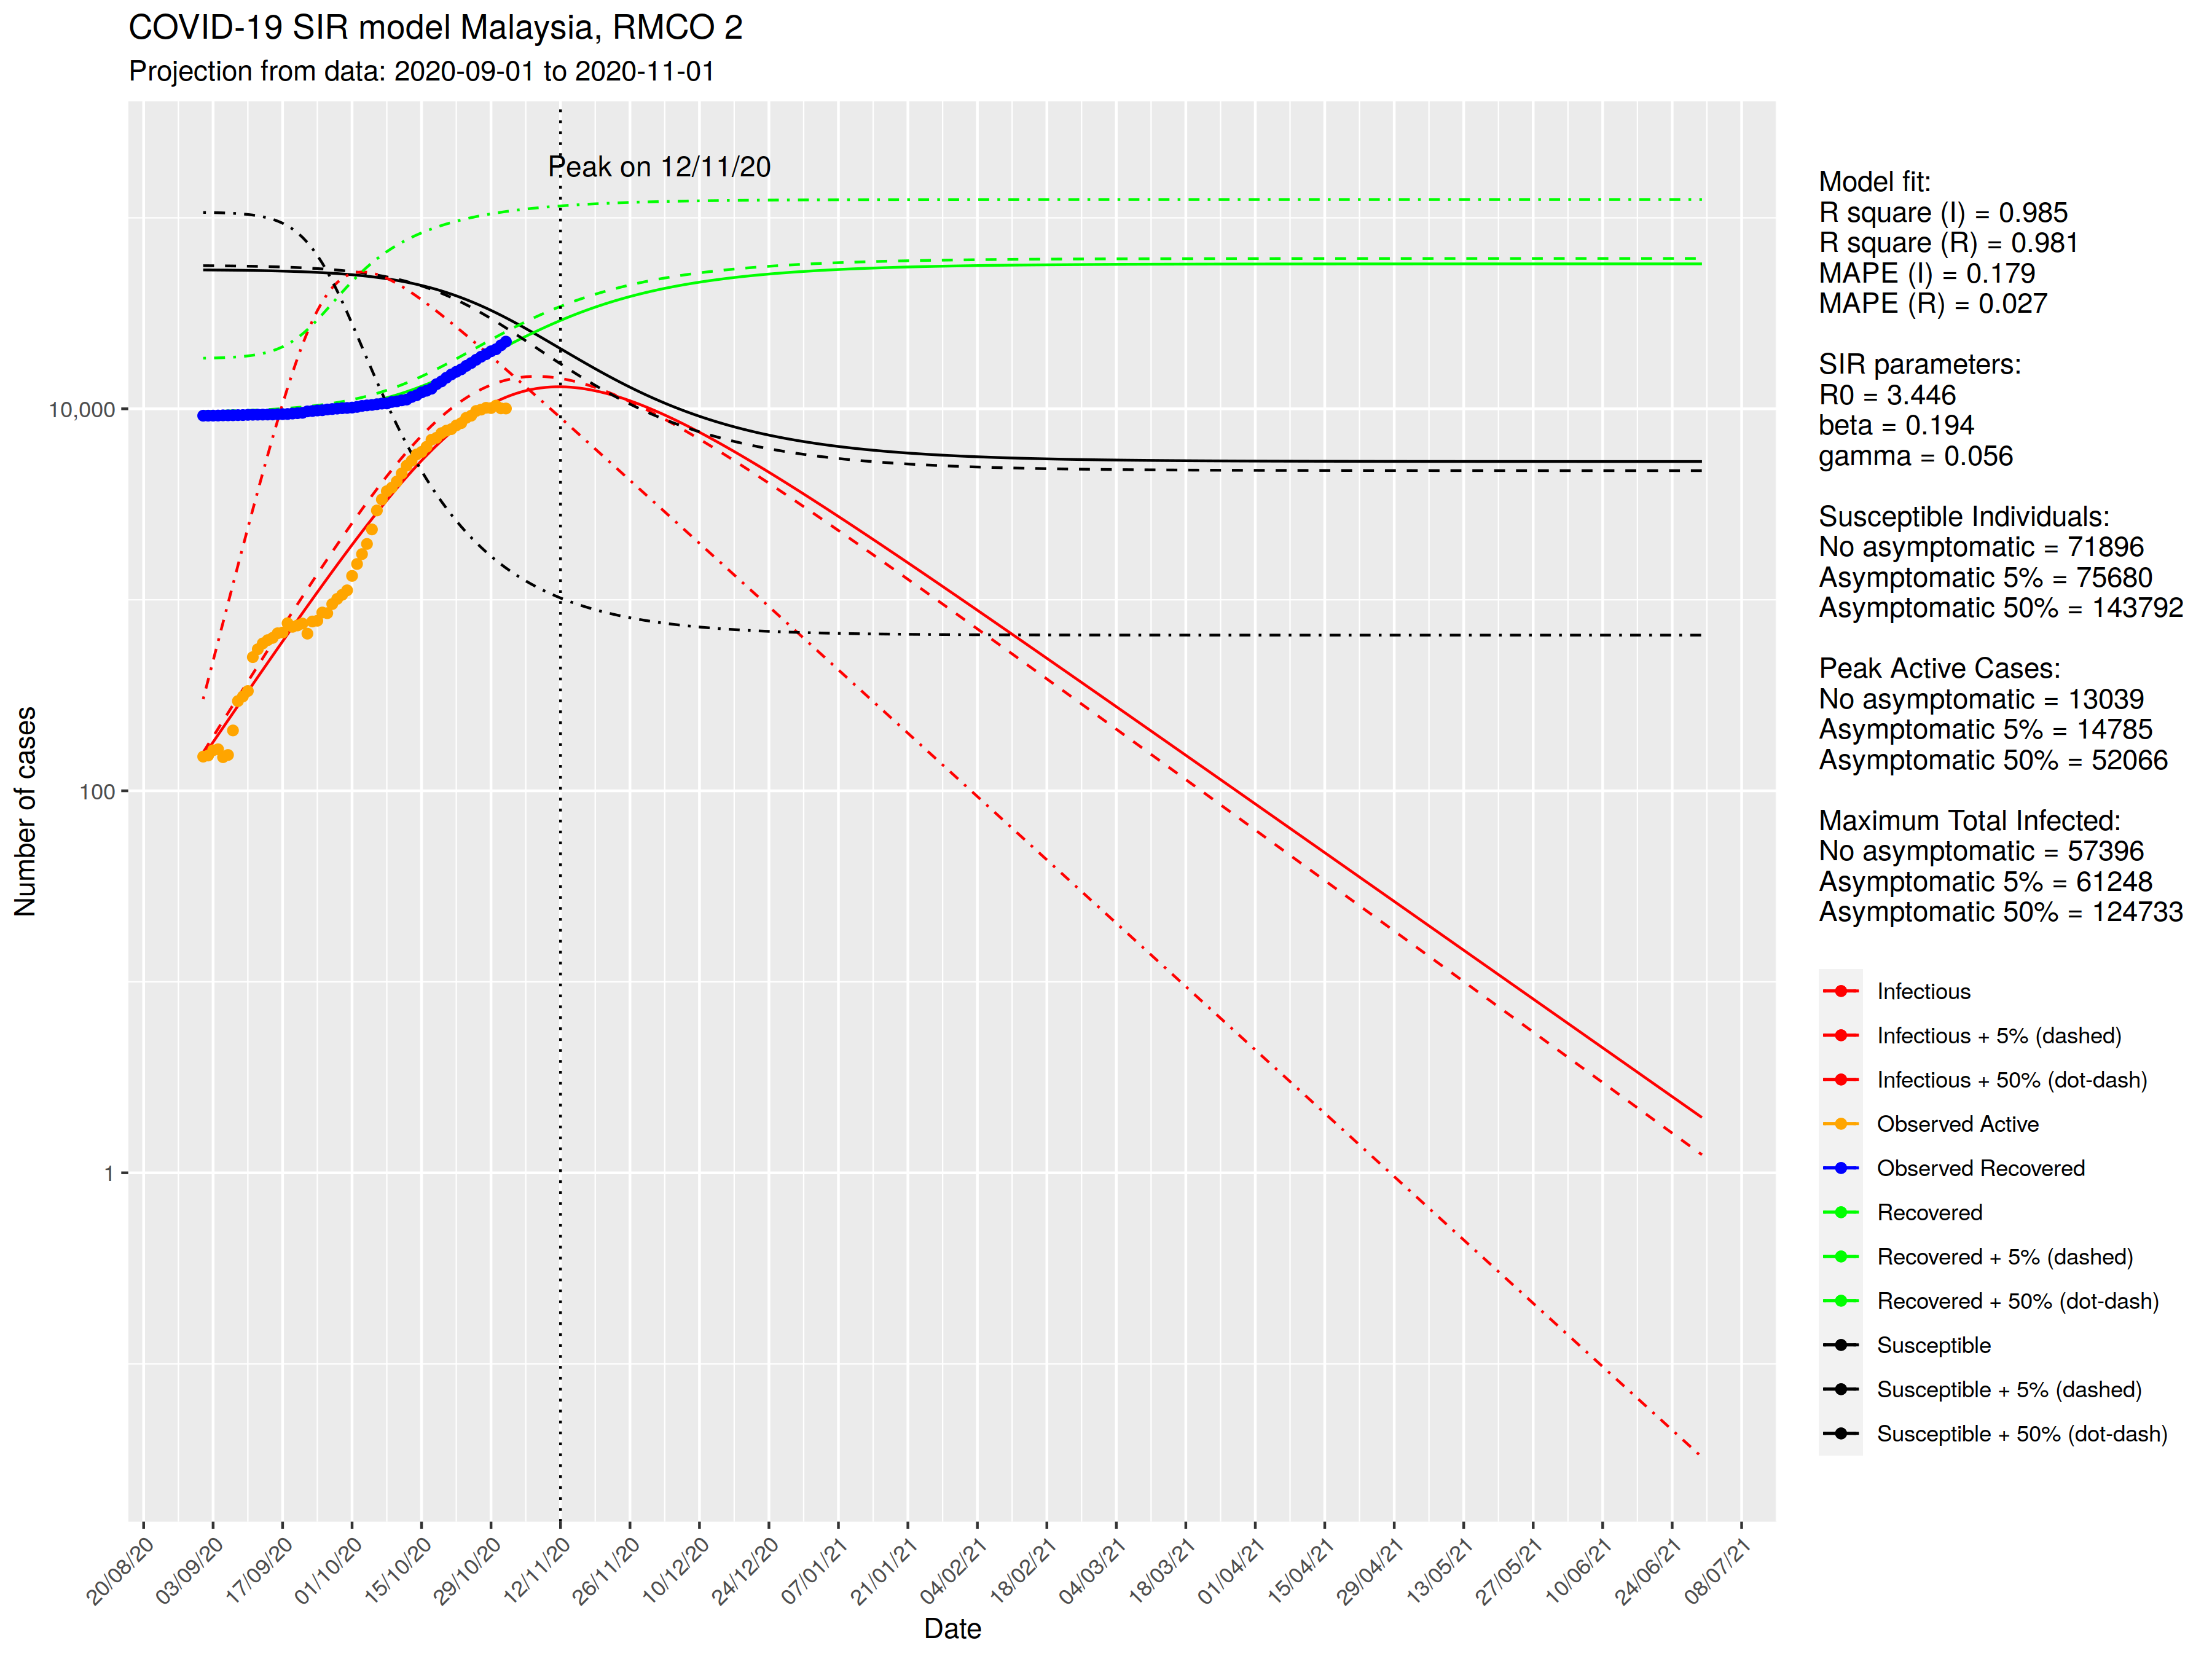 COVID-19 SIR model Malaysia, RMCO 2
Projection from data: 2020-09-01 to 2020-11-01
Peak on 12/11/20
10,000
100
1
Number of cases
20/08/20
03/09/20
17/09/20
01/10/20
15/10/20
29/10/20
12/11/20
26/11/20
10/12/20
24/12/20
07/01/21
21/01/21
04/02/21
18/02/21
04/03/21
18/03/21
01/04/21
15/04/21
29/04/21
13/05/21
27/05/21
10/06/21
24/06/21
08/07/21
Date
Model fit:
R square (I) = 0.985
R square (R) = 0.981
MAPE (I) = 0.179
MAPE (R) = 0.027
SIR parameters:
R0 = 3.446
beta = 0.194
gamma = 0.056
Susceptible Individuals:
No asymptomatic = 71896
Asymptomatic 5% = 75680
Asymptomatic 50% = 143792
Peak Active Cases:
No asymptomatic = 13039
Asymptomatic 5% = 14785
Asymptomatic 50% = 52066
Maximum Total Infected:
No asymptomatic = 57396
Asymptomatic 5% = 61248
Asymptomatic 50% = 124733
Infectious
Infectious + 5% (dashed)
Infectious + 50% (dot-dash)
Observed Active
Observed Recovered
Recovered
Recovered + 5% (dashed)
Recovered + 50% (dot-dash)
Susceptible
Susceptible + 5% (dashed)
Susceptible + 50% (dot-dash)